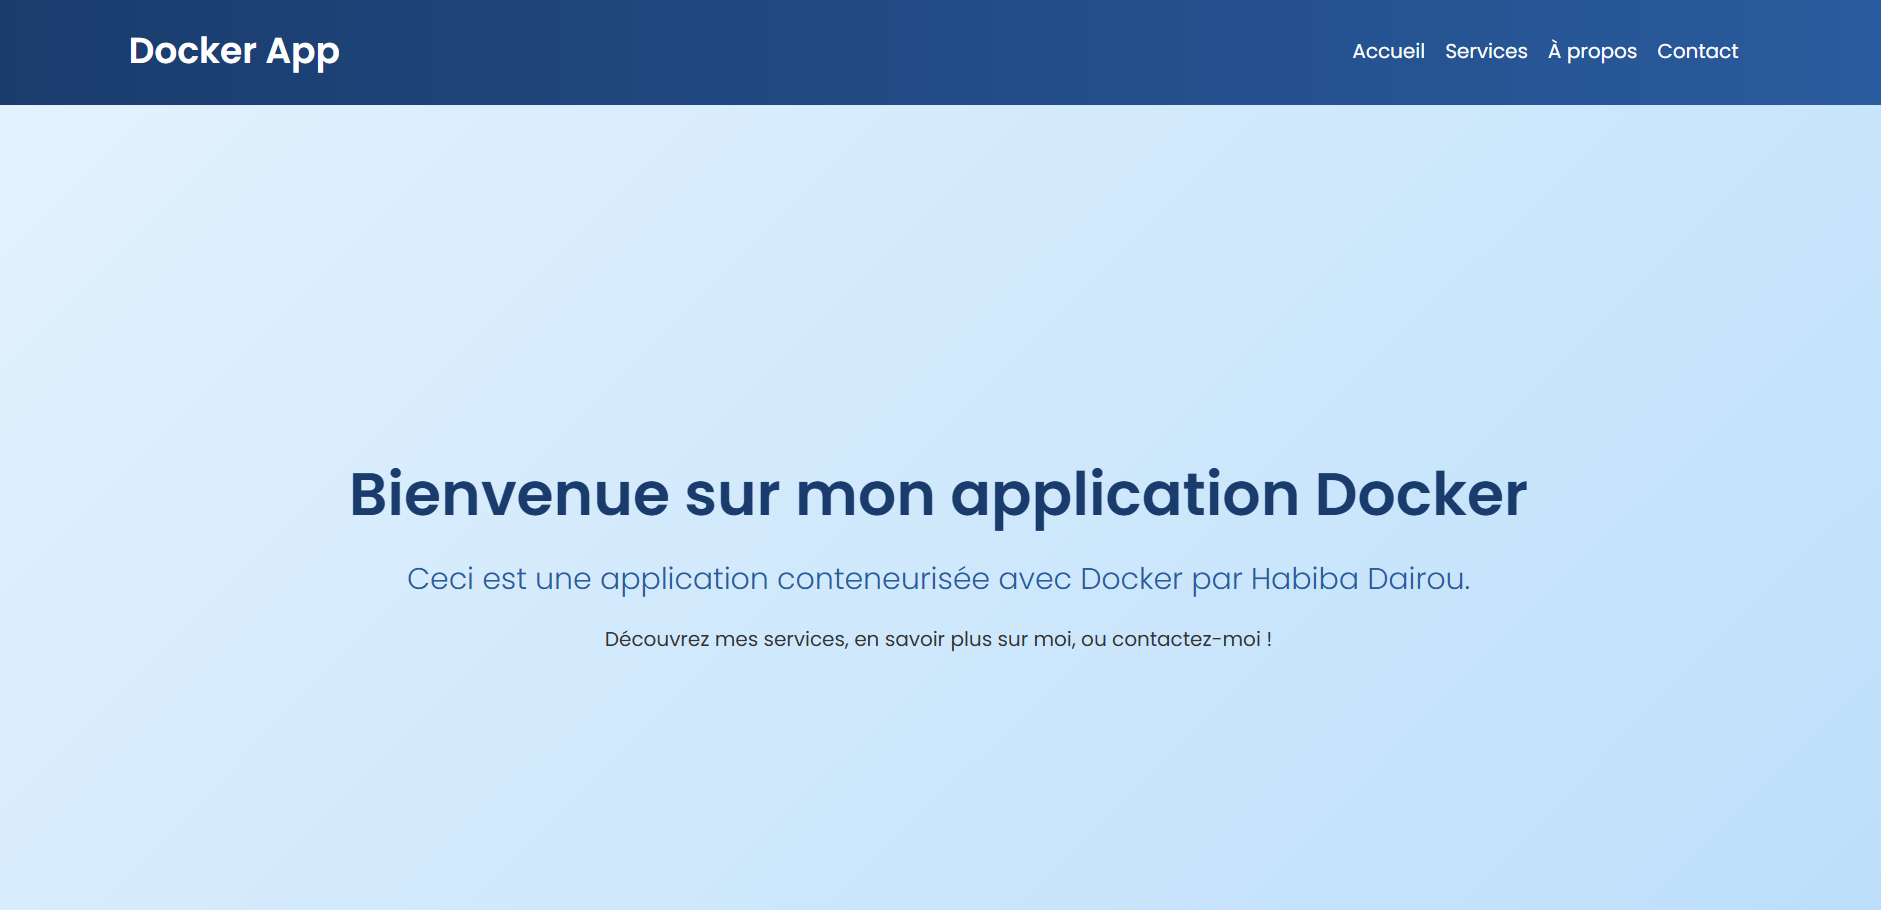 Docker App
Accueil Services À propos Contact
Bienvenue sur mon application Docker
Ceci est une application conteneurisée avec Docker par Habiba Dairou.
Découvrez mes services, en savoir plus sur moi, ou contactez-moi !